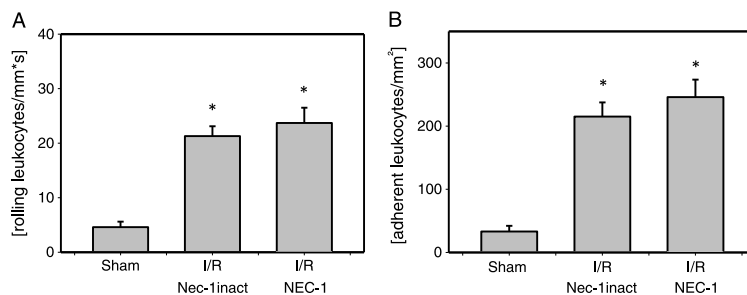 A
[rolling leukocytes/mm*s]
40
30
20
10
0
*
*
Sham
I/R
I/R
Nec-1inact
NEC-1
B
[adherent leukocytes/mm²]
300
200
100
0
*
*
Sham
I/R
I/R
Nec-1inact
NEC-1